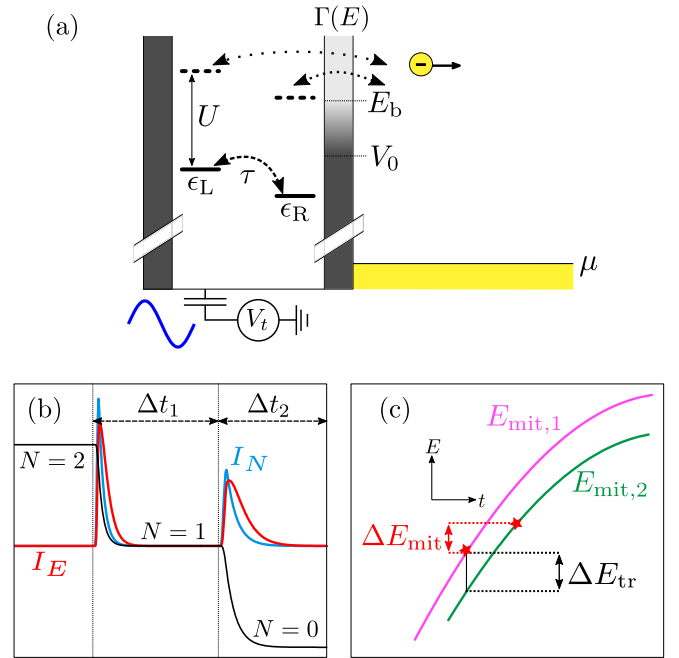 (a)
Γ(E)
−
U
E_b
V_0
ϵ_L
τ
ϵ_R
μ
V_t
(b)
Δt_1
Δt_2
N = 2
I_N
N = 1
I_E
N = 0
(c)
E_mit,1
E
t
E_mit,2
ΔE_mit
ΔE_tr